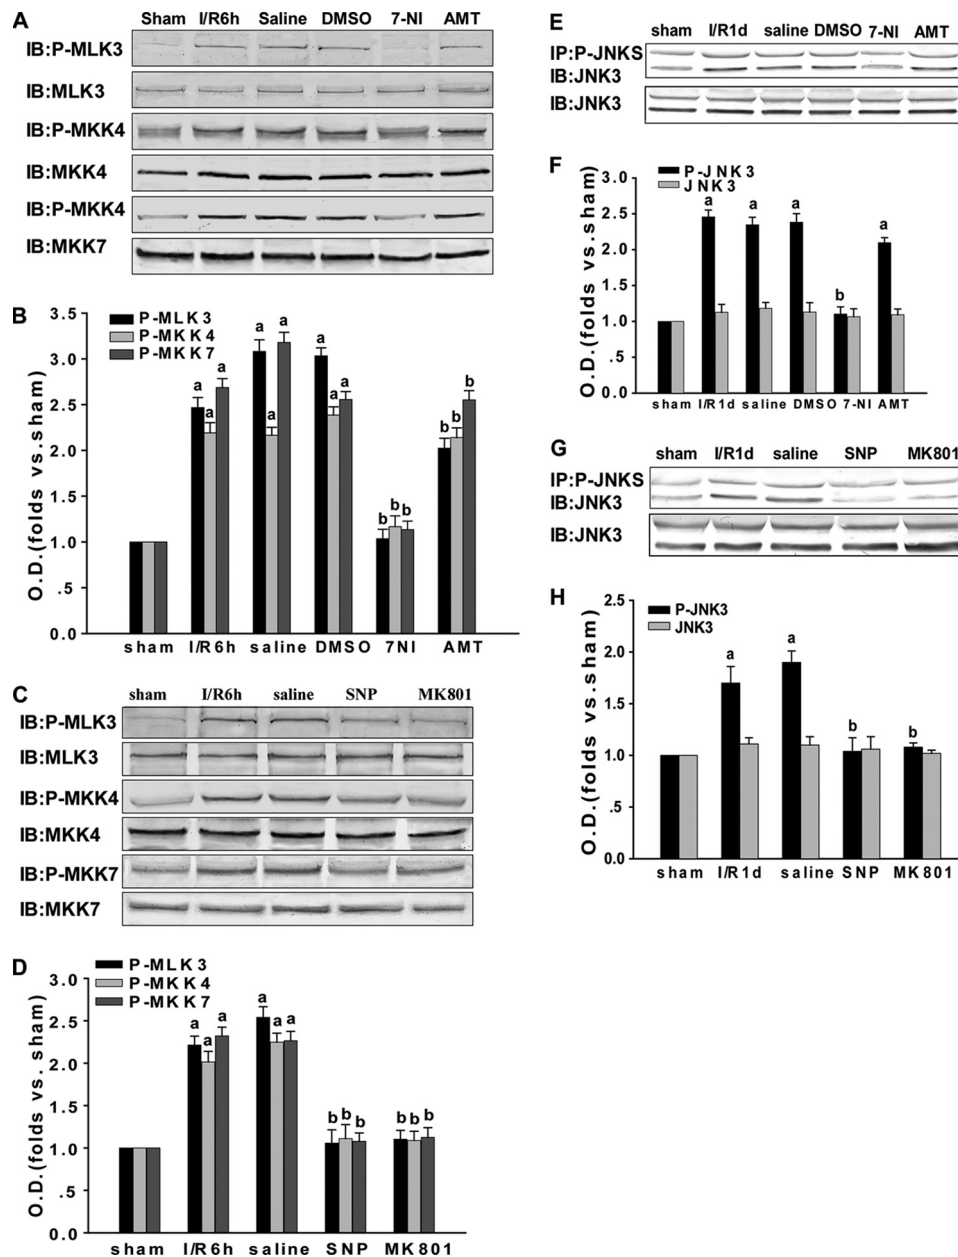 A
Sham I/R6h Saline DMSO 7-NI AMT
IB:P-MLK3
IB:MLK3
IB:P-MKK4
IB:MKK4
IB:P-MKK4
IB:MKK7
B
P-MLK3
P-MKK4
P-MKK7
O.D.(folds vs.sham)
3.5
3.0
2.5
2.0
1.5
1.0
.5
0.0
a a a
a a a
a a a
b b b
b b b
sham I/R6h saline DMSO 7NI AMT
C
sham I/R6h saline SNP MK801
IB:P-MLK3
IB:MLK3
IB:P-MKK4
IB:MKK4
IB:P-MKK7
IB:MKK7
D
P-MLK3
P-MKK4
P-MKK7
O.D.(folds vs. sham)
3.0
2.5
2.0
1.5
1.0
.5
0.0
a a a
a a a
b b b
b b b
sham I/R6h saline SNP MK801
E
sham I/R1d saline DMSO 7-NI AMT
IP:P-JNKS
IB:JNK3
IB:JNK3
F
P-JNK3
JNK3
O.D.(folds vs.sham)
3.0
2.5
2.0
1.5
1.0
.5
0.0
a a a b a
sham I/R1d saline DMSO 7-NI AMT
G
sham I/R1d saline SNP MK801
IP:P-JNKS
IB:JNK3
IB:JNK3
H
P-JNK3
JNK3
O.D.(folds vs.sham)
2.5
2.0
1.5
1.0
.5
0.0
a a b b
sham I/R1d saline SNP MK801